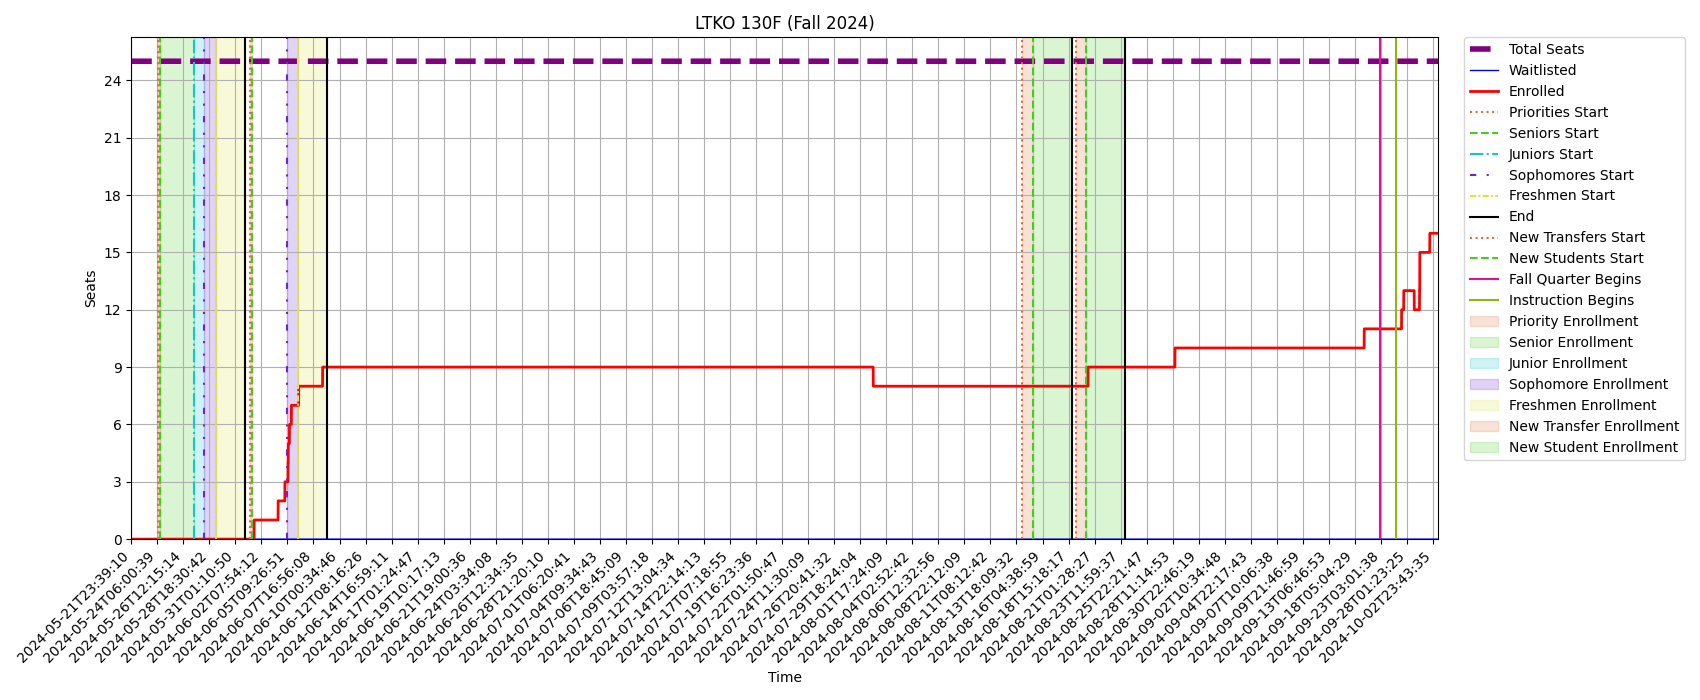 LTKO 130F (Fall 2024)
Seats
24
21
18
15
12
9
6
3
0
2024-05-21T23:39:10
2024-05-24T06:00:39
2024-05-26T12:15:14
2024-05-28T18:30:42
2024-05-31T01:10:50
2024-06-02T07:54:12
2024-06-05T09:26:51
2024-06-07T16:56:08
2024-06-10T00:34:46
2024-06-12T08:16:26
2024-06-14T16:59:11
2024-06-17T01:24:47
2024-06-19T10:17:13
2024-06-21T19:00:36
2024-06-24T03:34:08
2024-06-26T12:34:35
2024-06-28T21:20:10
2024-07-01T06:20:41
2024-07-04T09:34:43
2024-07-06T18:45:09
2024-07-09T03:57:18
2024-07-12T13:04:34
2024-07-14T22:14:13
2024-07-17T07:18:55
2024-07-19T16:23:36
2024-07-22T01:50:47
2024-07-24T11:30:09
2024-07-26T20:41:32
2024-07-29T18:24:04
2024-08-01T17:24:09
2024-08-04T02:52:42
2024-08-06T12:32:56
2024-08-08T22:12:09
2024-08-11T08:12:42
2024-08-13T18:09:32
2024-08-16T04:38:59
2024-08-18T15:18:17
2024-08-21T01:28:27
2024-08-23T11:59:37
2024-08-25T22:21:47
2024-08-28T11:14:53
2024-08-30T22:46:19
2024-09-02T10:34:48
2024-09-04T22:17:43
2024-09-07T10:06:38
2024-09-09T21:46:59
2024-09-13T06:46:53
2024-09-18T05:04:29
2024-09-23T03:01:38
2024-09-28T01:23:25
2024-10-02T23:43:35
Time
Total Seats
Waitlisted
Enrolled
Priorities Start
Seniors Start
Juniors Start
Sophomores Start
Freshmen Start
End
New Transfers Start
New Students Start
Fall Quarter Begins
Instruction Begins
Priority Enrollment
Senior Enrollment
Junior Enrollment
Sophomore Enrollment
Freshmen Enrollment
New Transfer Enrollment
New Student Enrollment